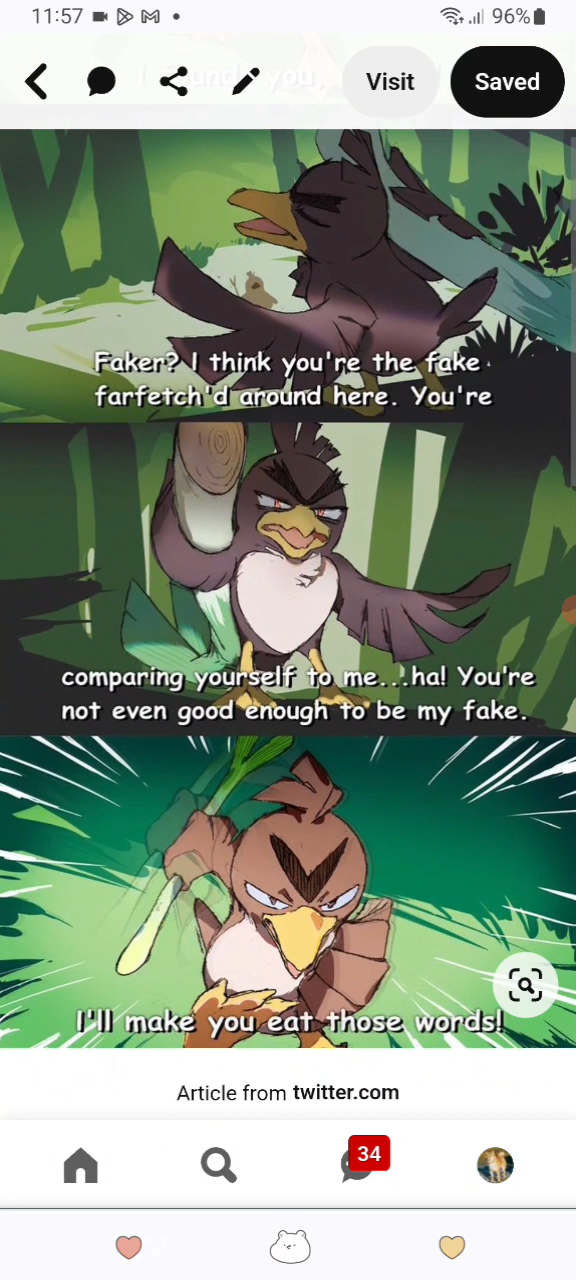 11:57
96%
I found you,
Visit
Saved
Faker? I think you're the fake
farfetch'd around here. You're
comparing yourself to me...ha! You're
not even good enough to be my fake.
I'll make you eat those words!
Article from twitter.com
34